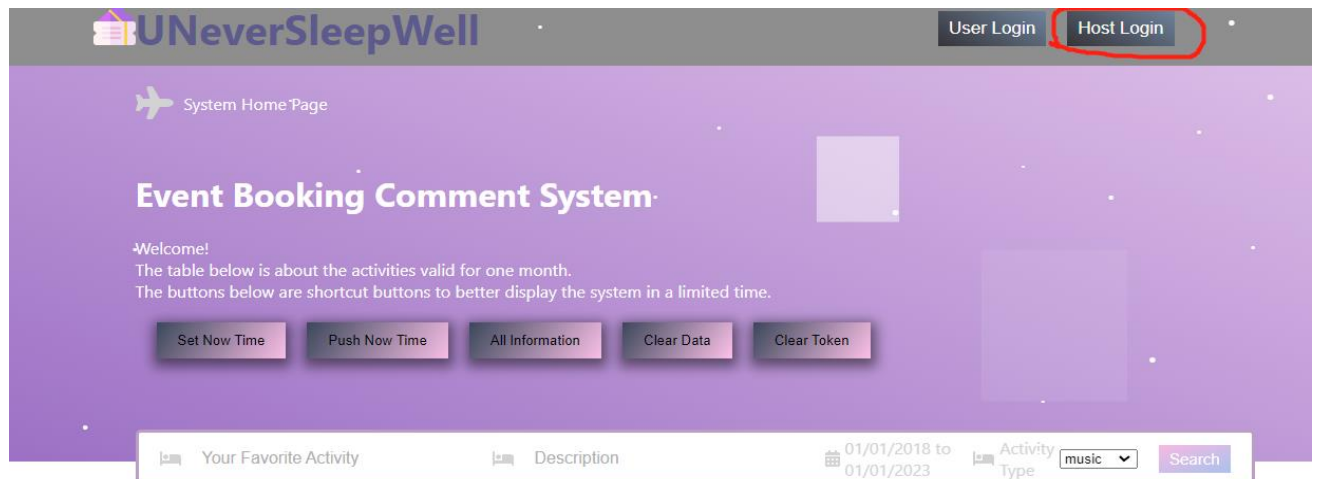 UNeverSleepWell
User Login
Host Login
System Home Page
Event Booking Comment System
Welcome!
The table below is about the activities valid for one month.
The buttons below are shortcut buttons to better display the system in a limited time.
Set Now Time
Push Now Time
All Information
Clear Data
Clear Token
Your Favorite Activity
Description
01/01/2018 to
01/01/2023
Activity
Type
music
Search